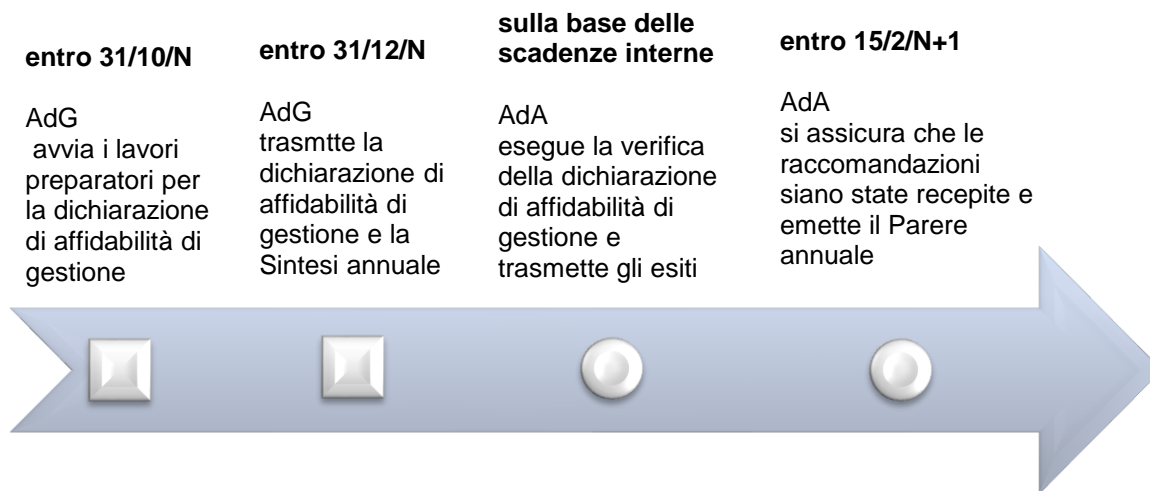 entro 31/10/N
AdG
avvia i lavori
preparatori per
la dichiarazione
di affidabilità di
gestione
entro 31/12/N
AdG
trasmtte la
dichiarazione di
affidabilità di
gestione e la
Sintesi annuale
sulla base delle
scadenze interne
AdA
esegue la verifica
della dichiarazione
di affidabilità di
gestione e
trasmette gli esiti
entro 15/2/N+1
AdA
si assicura che le
raccomandazioni
siano state recepite e
emette il Parere
annuale